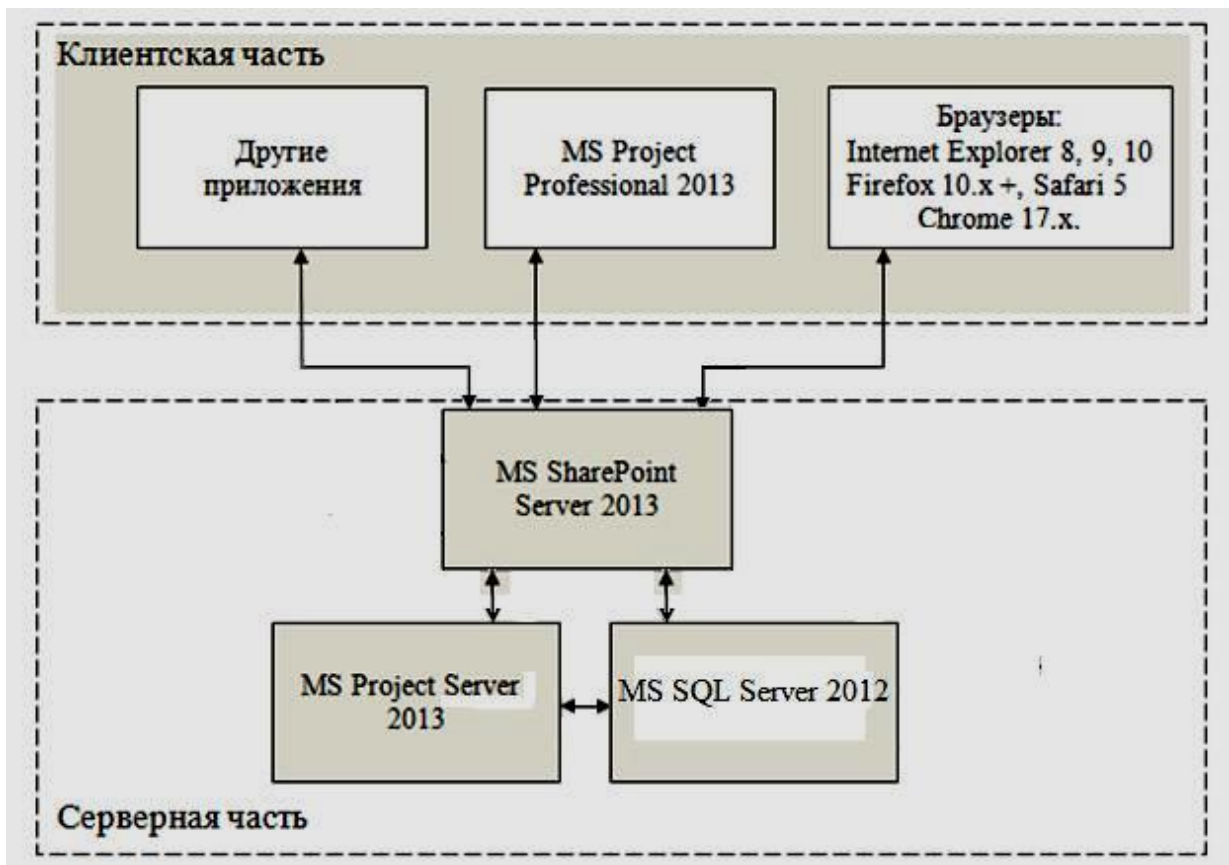 Клиентская часть
Другие
приложения
MS Project
Professional 2013
Браузеры:
Internet Explorer 8, 9, 10
Firefox 10.x +, Safari 5
Chrome 17.x.
MS SharePoint
Server 2013
MS Project Server
2013
MS SQL Server 2012
Серверная часть